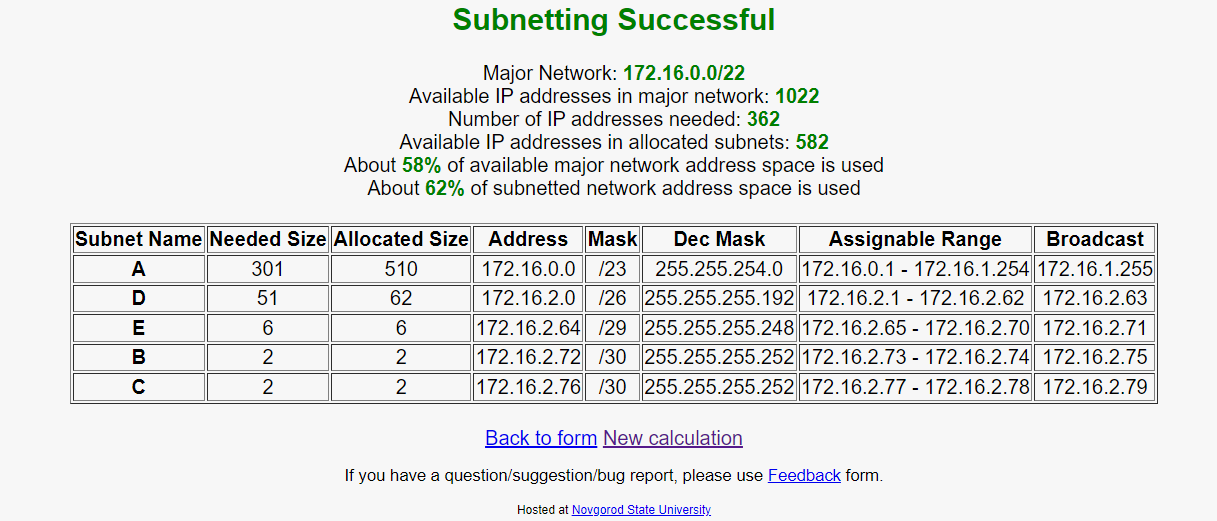 Subnetting Successful
Major Network: 172.16.0.0/22
Available IP addresses in major network: 1022
Number of IP addresses needed: 362
Available IP addresses in allocated subnets: 582
About 58% of available major network address space is used
About 62% of subnetted network address space is used
Subnet Name Needed Size Allocated Size Address Mask Dec Mask Assignable Range Broadcast
A 301 510 172.16.0.0 /23 255.255.254.0 172.16.0.1 - 172.16.1.254 172.16.1.255
D 51 62 172.16.2.0 /26 255.255.255.192 172.16.2.1 - 172.16.2.62 172.16.2.63
E 6 6 172.16.2.64 /29 255.255.255.248 172.16.2.65 - 172.16.2.70 172.16.2.71
B 2 2 172.16.2.72 /30 255.255.255.252 172.16.2.73 - 172.16.2.74 172.16.2.75
C 2 2 172.16.2.76 /30 255.255.255.252 172.16.2.77 - 172.16.2.78 172.16.2.79
Back to form New calculation
If you have a question/suggestion/bug report, please use Feedback form.
Hosted at Novgorod State University